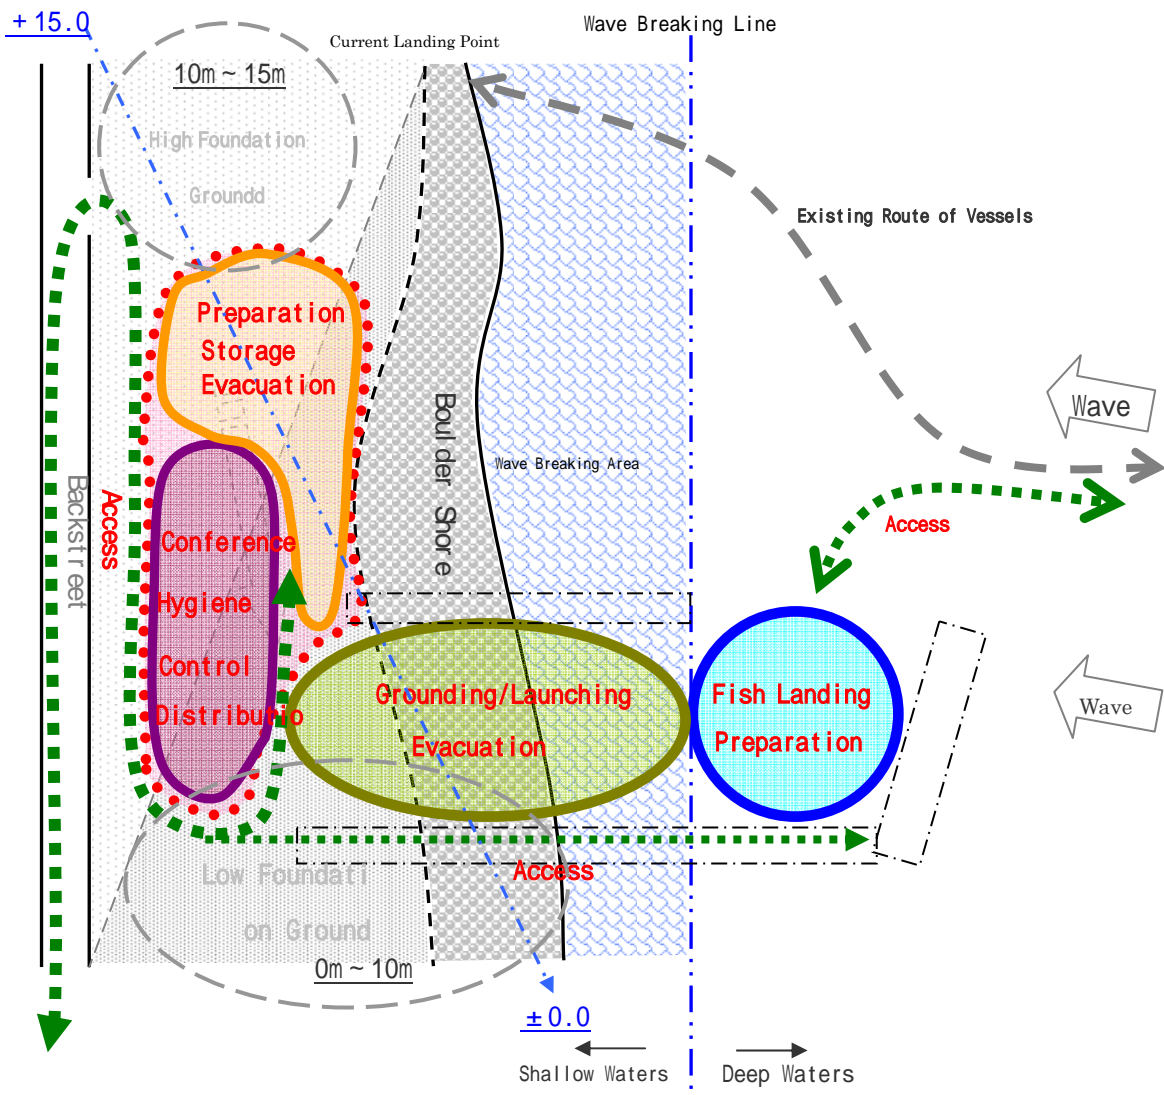 +15.0
Wave Breaking Line
Current Landing Point
10m~15m
High Foundation
Groundd
Existing Route of Vessels
Preparation
Storage
Evacuation
Wave
Boulder Shore
Wave Breaking Area
Backstreet
Access
Access
Conference
Hygiene
Control
Distributio
Grounding/Launching
Evacuation
Fish Landing
Preparation
Wave
Access
Low Foundati
on Ground
0m~10m
±0.0
Shallow Waters
Deep Waters